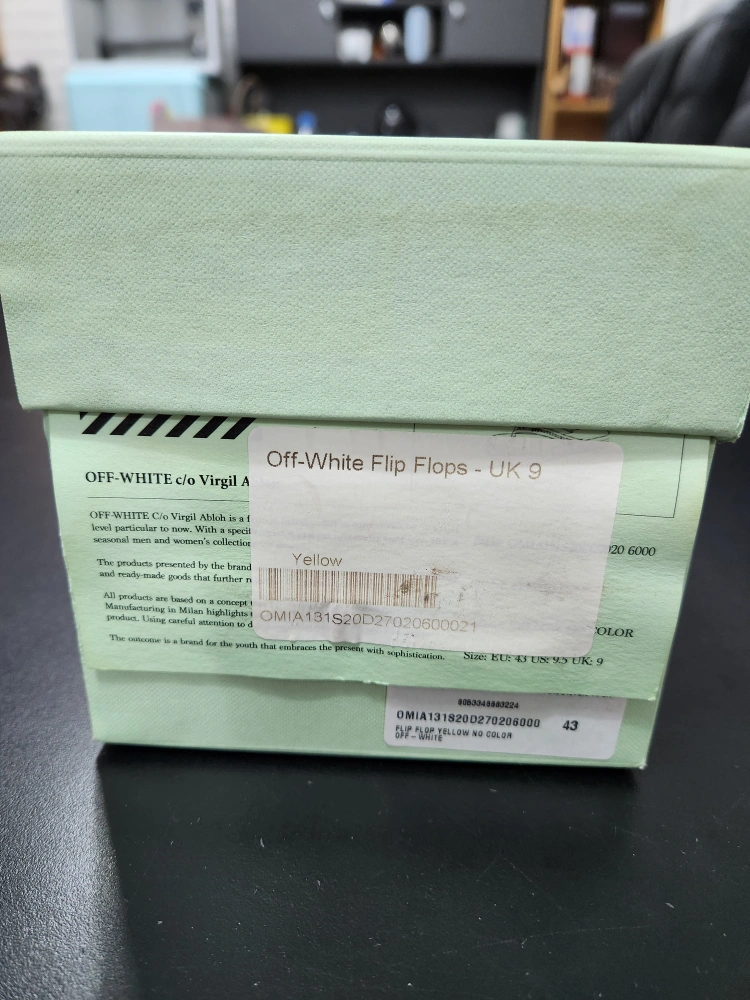 OFF-WHITE c/o Virgil A
Off-White Flip Flops - UK 9
OFF-WHITE C/o Virgil Abloh is a f
level particular to now. With a specif
seasonal men and women's collection
020 6000
The products presented by the brand
and ready-made goods that further r
Yellow
All products are based on a concept
Manufacturing in Milan highlights
product. Using careful attention to d
OMIA131S20D27020600021
COLOR
The outcome is a brand for the youth that embraces the present with sophistication.
Size: EU: 43 US: 9.5 UK: 9
OMIA131S20D270206000 43
FLIP FLOP YELLOW NO COLOR
OFF-WHITE